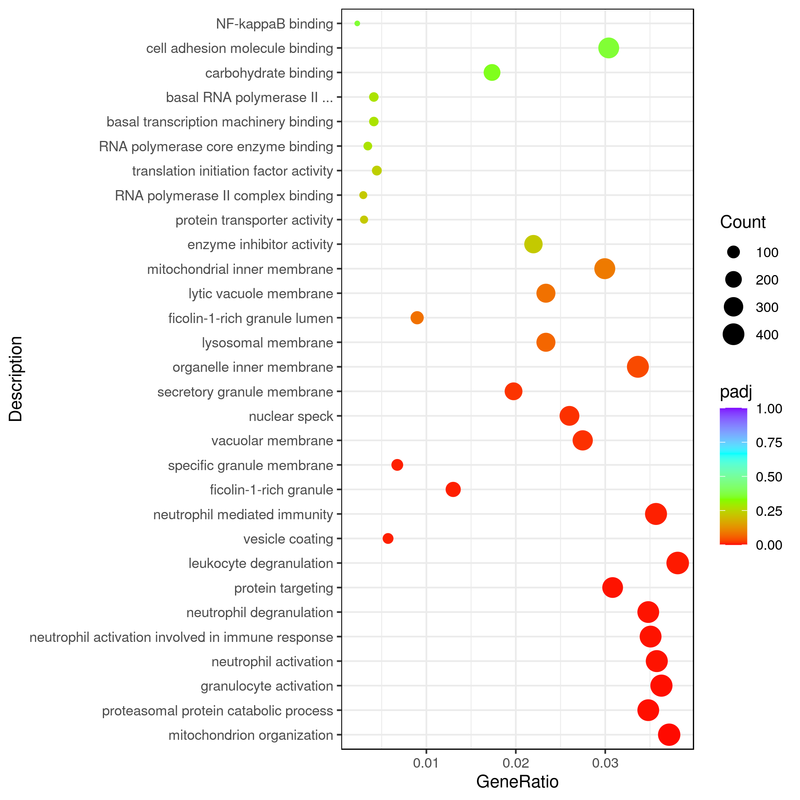 NF-kappaB binding
cell adhesion molecule binding
carbohydrate binding
basal RNA polymerase II ...
basal transcription machinery binding
RNA polymerase core enzyme binding
translation initiation factor activity
RNA polymerase II complex binding
protein transporter activity
enzyme inhibitor activity
mitochondrial inner membrane
lytic vacuole membrane
ficolin-1-rich granule lumen
lysosomal membrane
organelle inner membrane
secretory granule membrane
nuclear speck
vacuolar membrane
specific granule membrane
ficolin-1-rich granule
neutrophil mediated immunity
vesicle coating
leukocyte degranulation
protein targeting
neutrophil degranulation
neutrophil activation involved in immune response
neutrophil activation
granulocyte activation
proteasomal protein catabolic process
mitochondrion organization
Description
0.01 0.02 0.03
GeneRatio
Count
100
200
300
400
padj
1.00
0.75
0.50
0.25
0.00